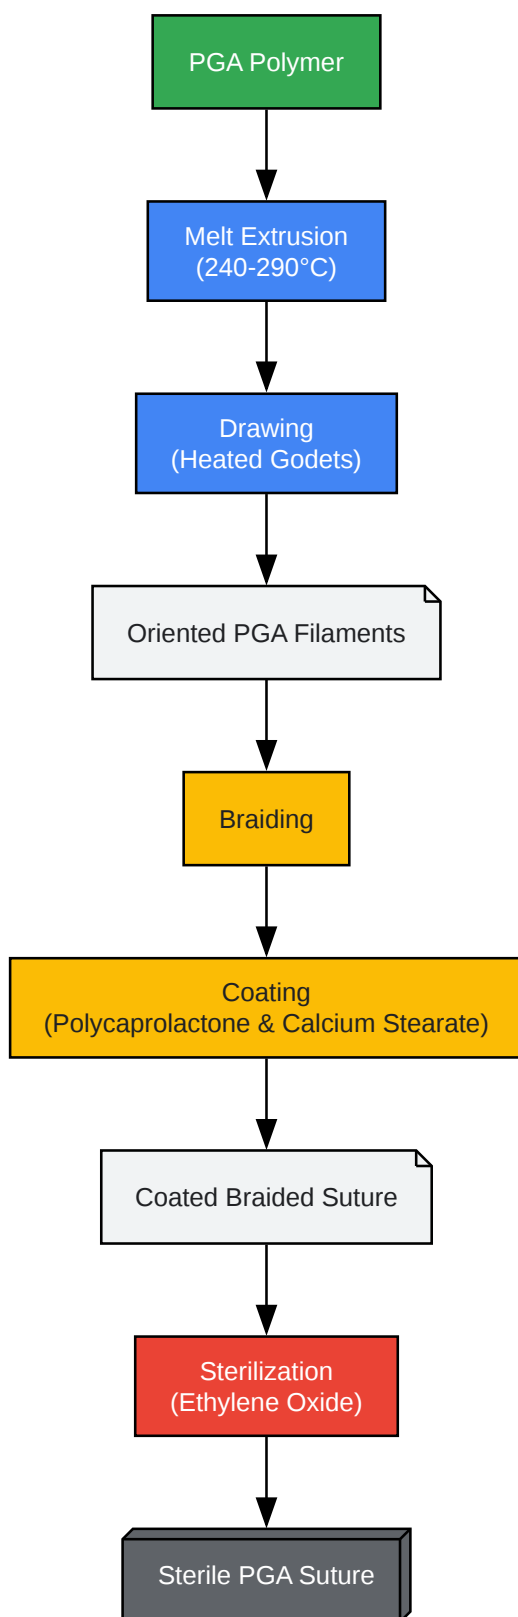 PGA Polymer
Melt Extrusion
(240-290°C)
Drawing
(Heated Godets)
Oriented PGA Filaments
Braiding
Coating
(Polycaprolactone & Calcium Stearate)
Coated Braided Suture
Sterilization
(Ethylene Oxide)
Sterile PGA Suture